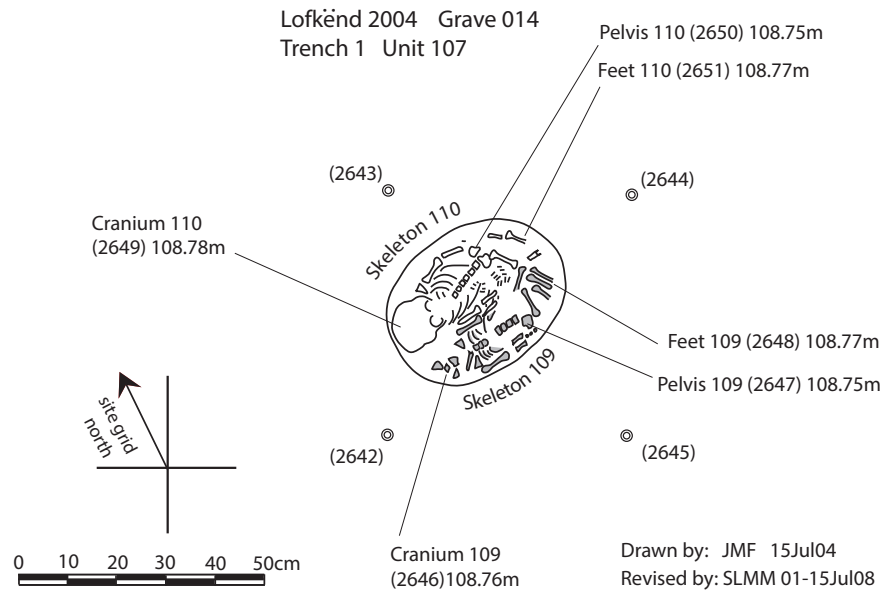 Lofkënd 2004 Grave 014
Trench 1 Unit 107
Pelvis 110 (2650) 108.75m
Feet 110 (2651) 108.77m
(2643)
(2644)
Skeleton 110
Cranium 110
(2649) 108.78m
Feet 109 (2648) 108.77m
Pelvis 109 (2647) 108.75m
Skeleton 109
site grid
north
(2642)
(2645)
Cranium 109
(2646)108.76m
0 10 20 30 40 50cm
Drawn by: JMF 15Jul04
Revised by: SLMM 01-15Jul08